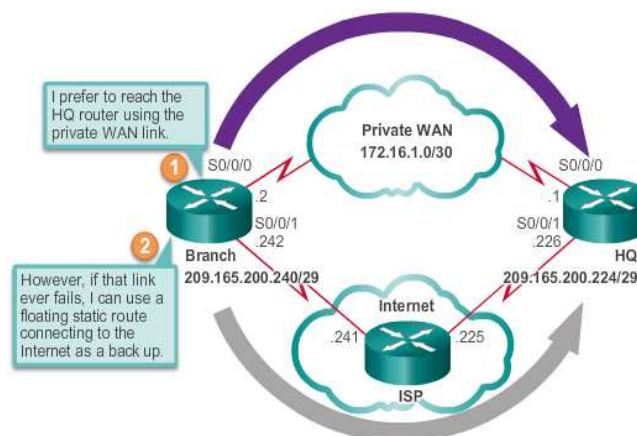 I prefer to reach the
HQ router using the
private WAN link.
1
Private WAN
172.16.1.0/30
S0/0/0
S0/0/0
.2
.1
S0/0/1
.242
S0/0/1
.226
2
Branch
HQ
209.165.200.240/29
209.165.200.224/29
However, if that link
ever fails, I can use a
floating static route
connecting to the
Internet as a back up.
Internet
.241
.225
ISP